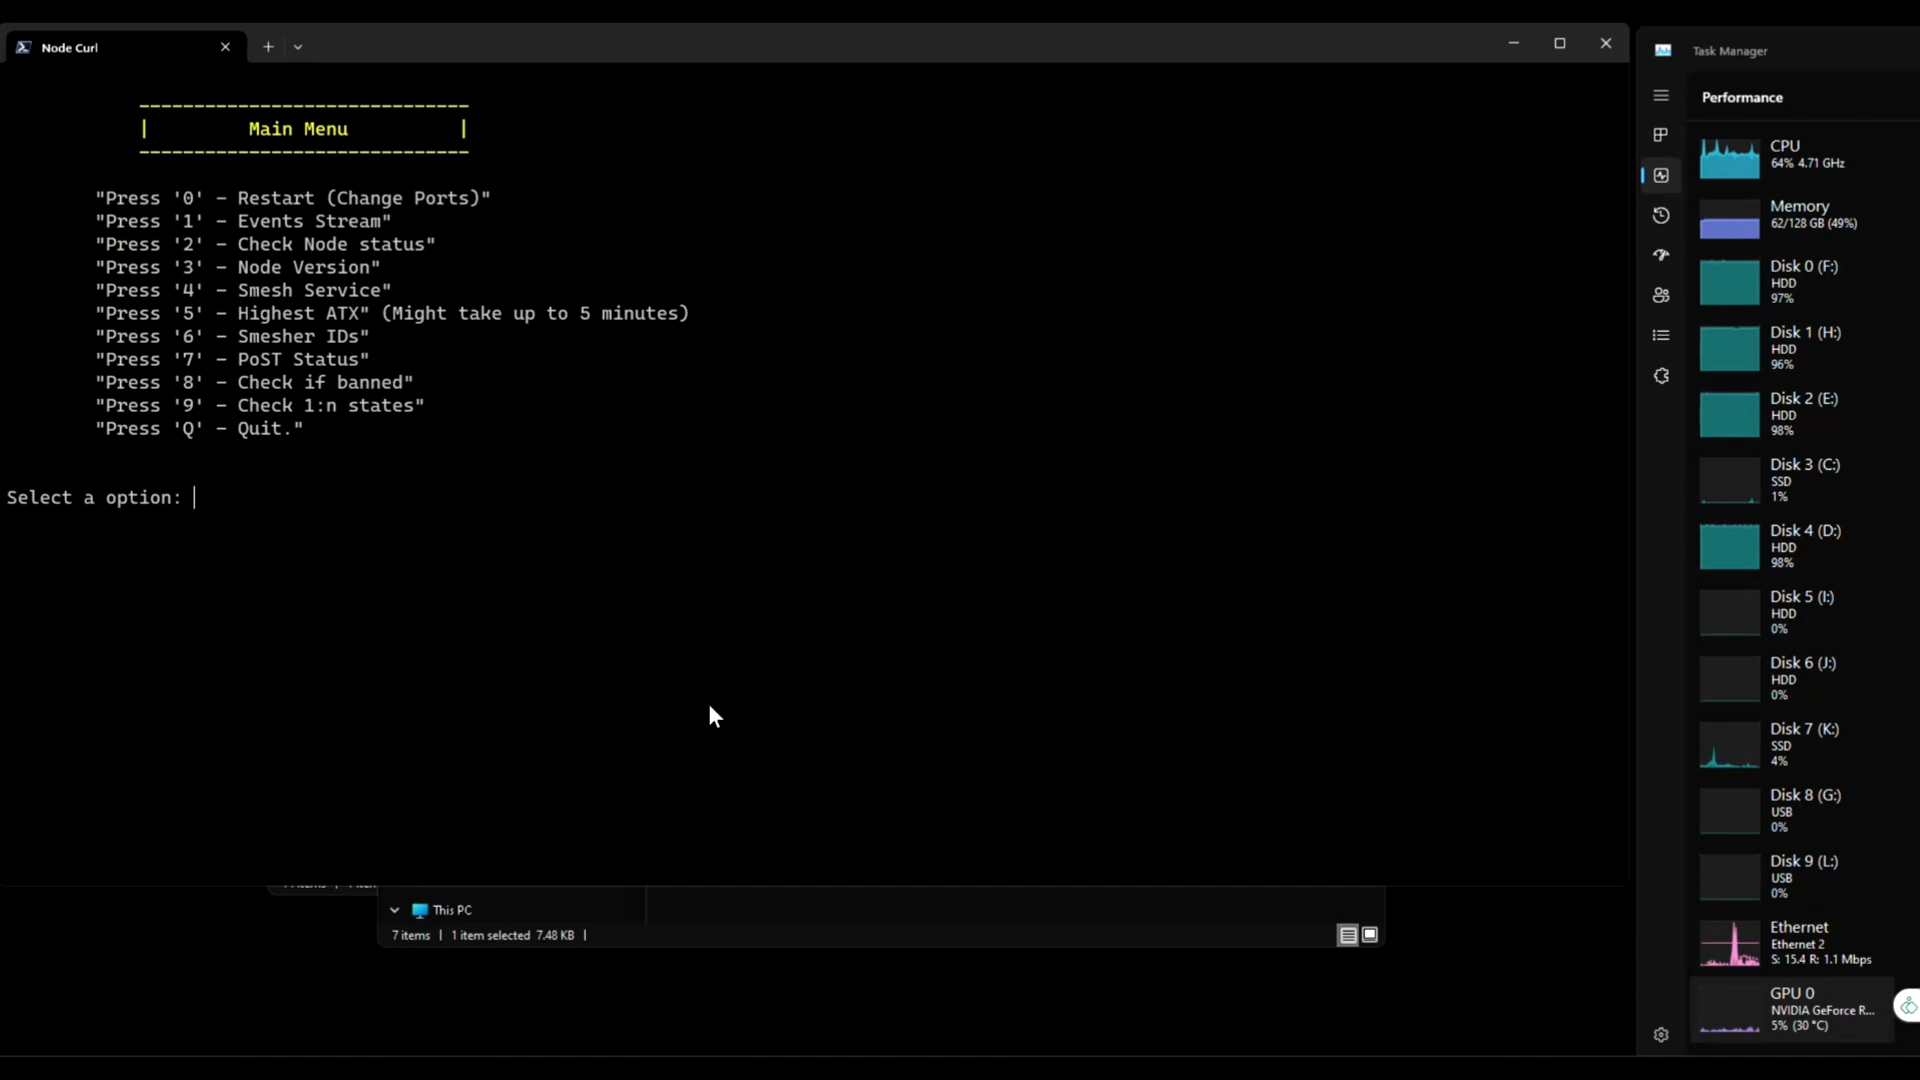 Node Curl
Main Menu
"Press '0' - Restart (Change Ports)"
"Press '1' - Events Stream"
"Press '2' - Check Node status"
"Press '3' - Node Version"
"Press '4' - Smesh Service"
"Press '5' - Highest ATX" (Might take up to 5 minutes)
"Press '6' - Smesher IDs"
"Press '7' - PoST Status"
"Press '8' - Check if banned"
"Press '9' - Check 1:n states"
"Press 'Q' - Quit."
Select a option:
This PC
7 items | 1 item selected 7.48 KB |
Task Manager
Performance
CPU
64% 4.71 GHz
Memory
62/128 GB (49%)
Disk 0 (F:)
HDD
97%
Disk 1 (H:)
HDD
96%
Disk 2 (E:)
HDD
98%
Disk 3 (C:)
SSD
1%
Disk 4 (D:)
HDD
98%
Disk 5 (I:)
HDD
0%
Disk 6 (J:)
HDD
0%
Disk 7 (K:)
SSD
4%
Disk 8 (G:)
USB
0%
Disk 9 (L:)
USB
0%
Ethernet
Ethernet 2
S: 15.4 R: 1.1 Mbps
GPU 0
NVIDIA GeForce R...
5% (30 °C)